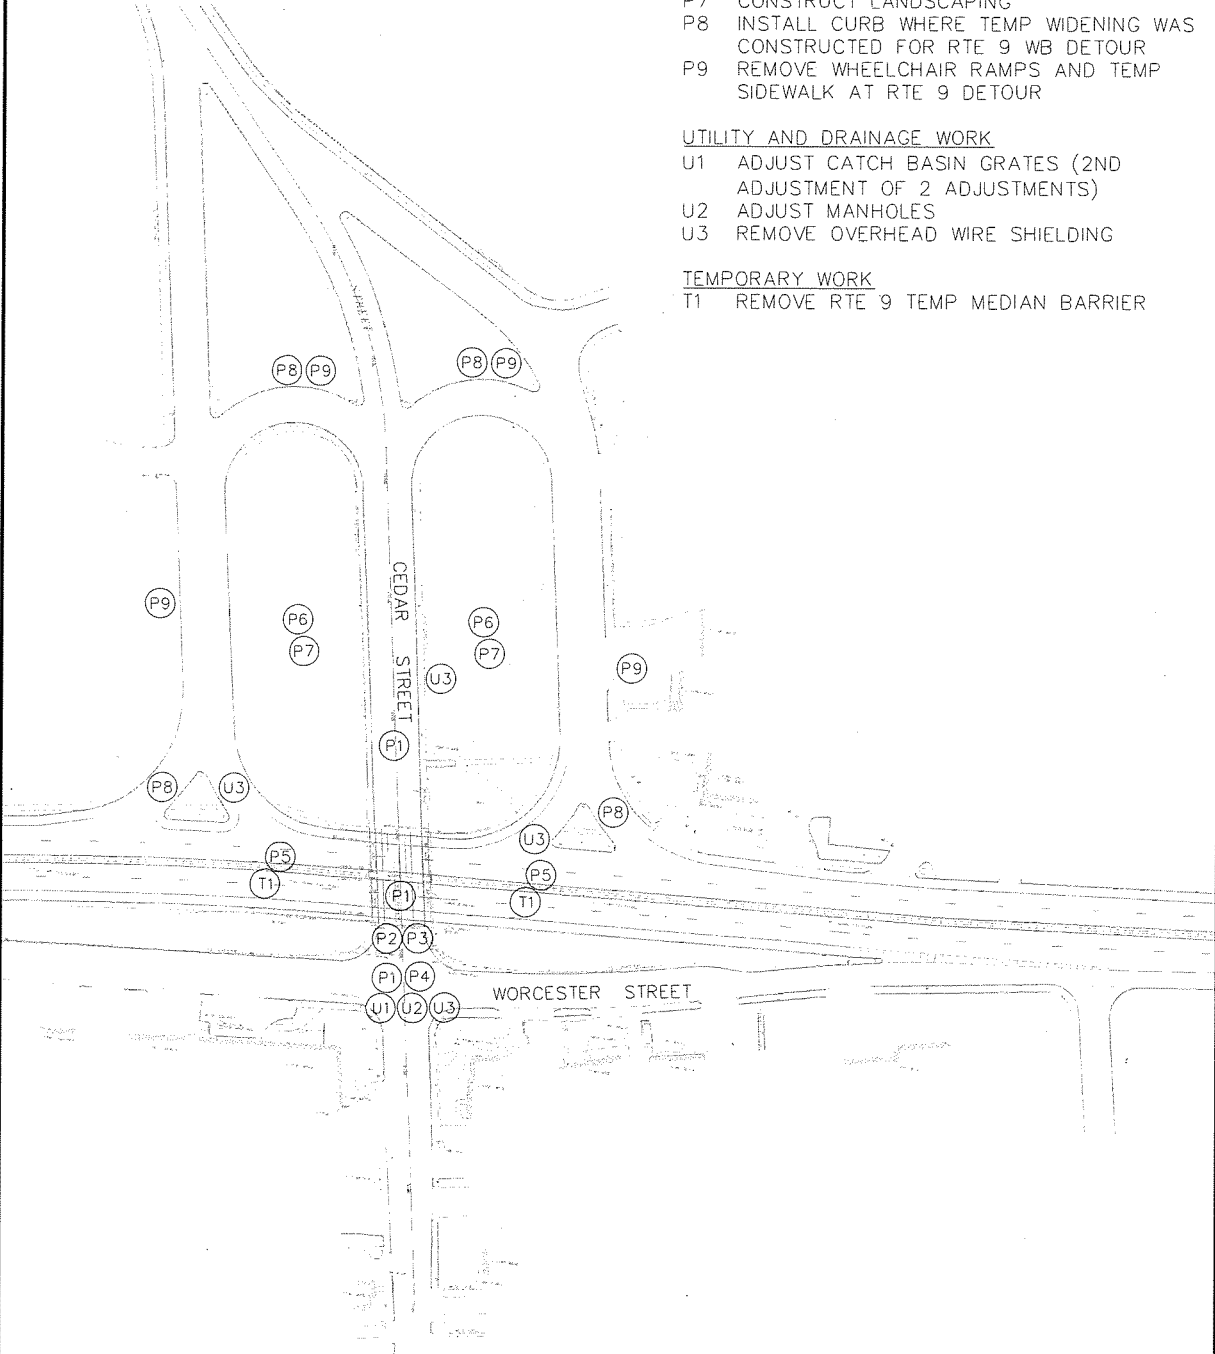 P7 CONSTRUCT LANDSCAPING
P8 INSTALL CURB WHERE TEMP WIDENING WAS
CONSTRUCTED FOR RTE 9 WB DETOUR
P9 REMOVE WHEELCHAIR RAMPS AND TEMP
SIDEWALK AT RTE 9 DETOUR
UTILITY AND DRAINAGE WORK
U1 ADJUST CATCH BASIN GRATES (2ND
ADJUSTMENT OF 2 ADJUSTMENTS)
U2 ADJUST MANHOLES
U3 REMOVE OVERHEAD WIRE SHIELDING
TEMPORARY WORK
T1 REMOVE RTE 9 TEMP MEDIAN BARRIER
STREET
P8 P9
P8 P9
CEDAR STREET
P9
P6
P7
P6
P7
U3
P9
P1
P8
U3
P8
U3
P5
T1
P1
P5
T1
P2 P3
P1 P4
WORCESTER STREET
U1 U2 U3